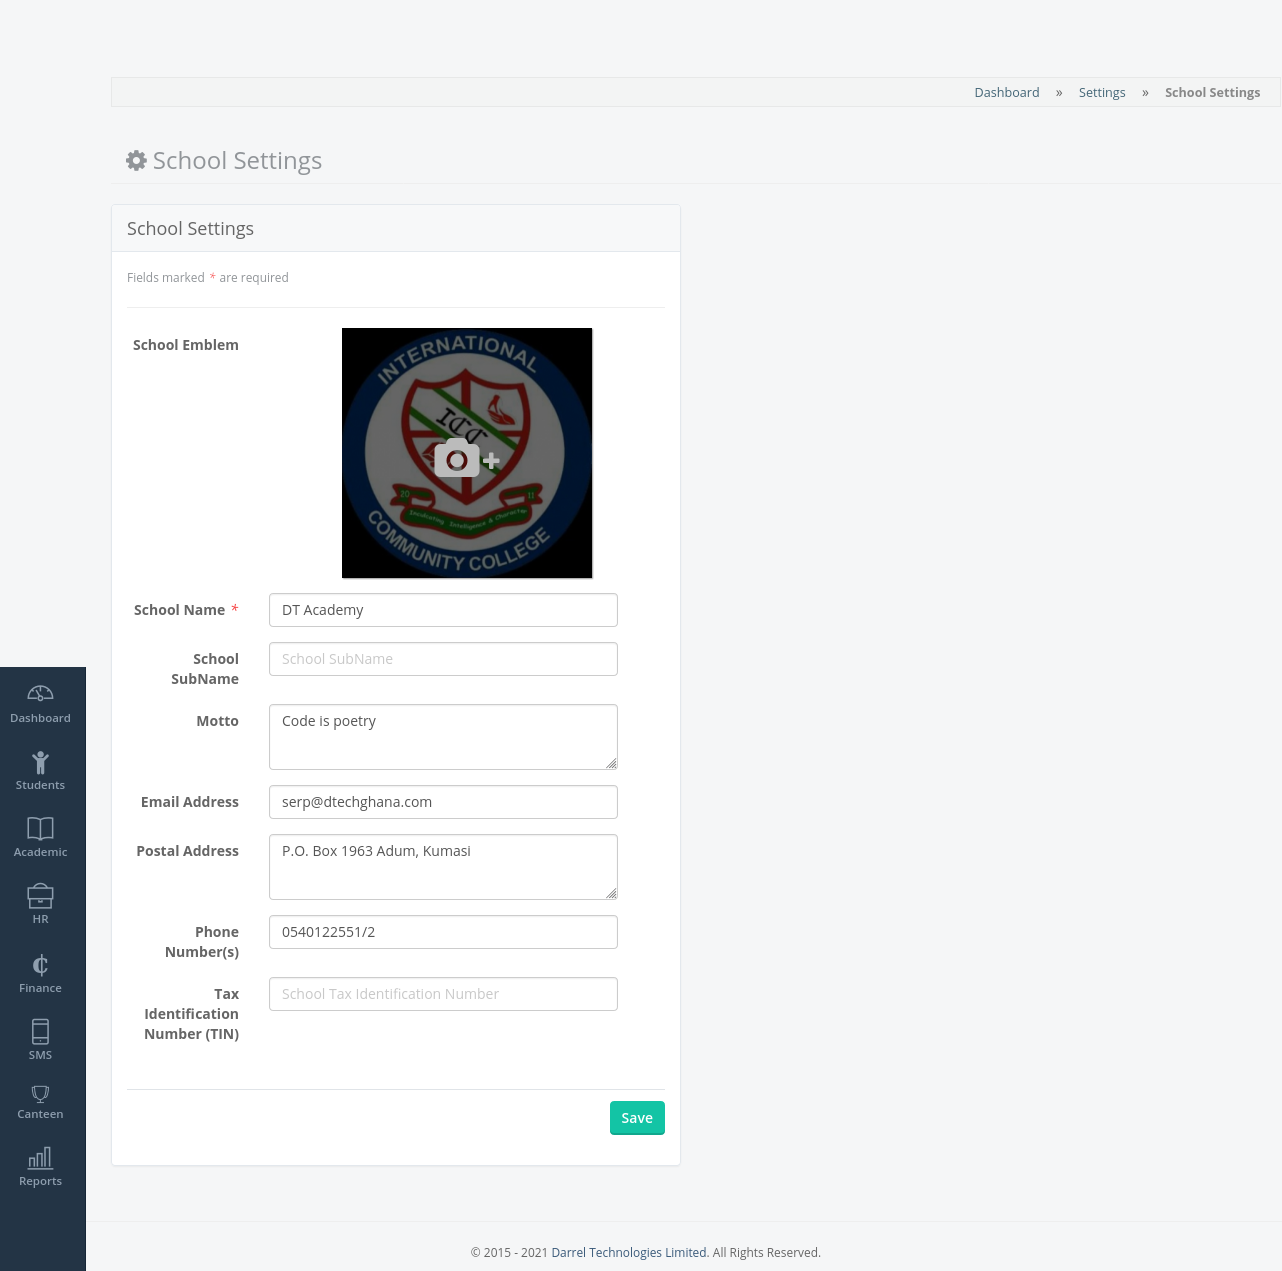 Dashboard » Settings » School Settings
School Settings
School Settings
Fields marked * are required
School Emblem
INTERNATIONAL
ICC
20 11
Inculcating Intelligence & Character
COMMUNITY COLLEGE
School Name * DT Academy
School SubName
School SubName
Motto Code is poetry
Email Address serp@dtechghana.com
Postal Address P.O. Box 1963 Adum, Kumasi
Phone Number(s) 0540122551/2
Tax Identification Number (TIN)
School Tax Identification Number
Save
Dashboard
Students
Academic
HR
Finance
SMS
Canteen
Reports
© 2015 - 2021 Darrel Technologies Limited. All Rights Reserved.